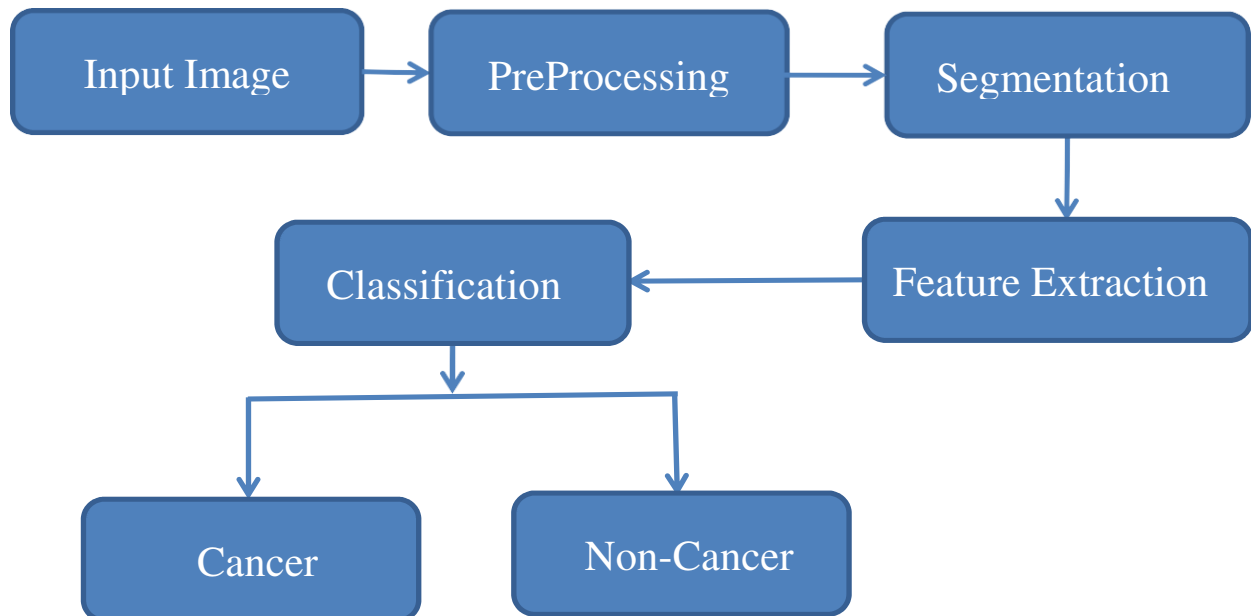 Input Image
PreProcessing
Segmentation
Feature Extraction
Classification
Cancer
Non-Cancer